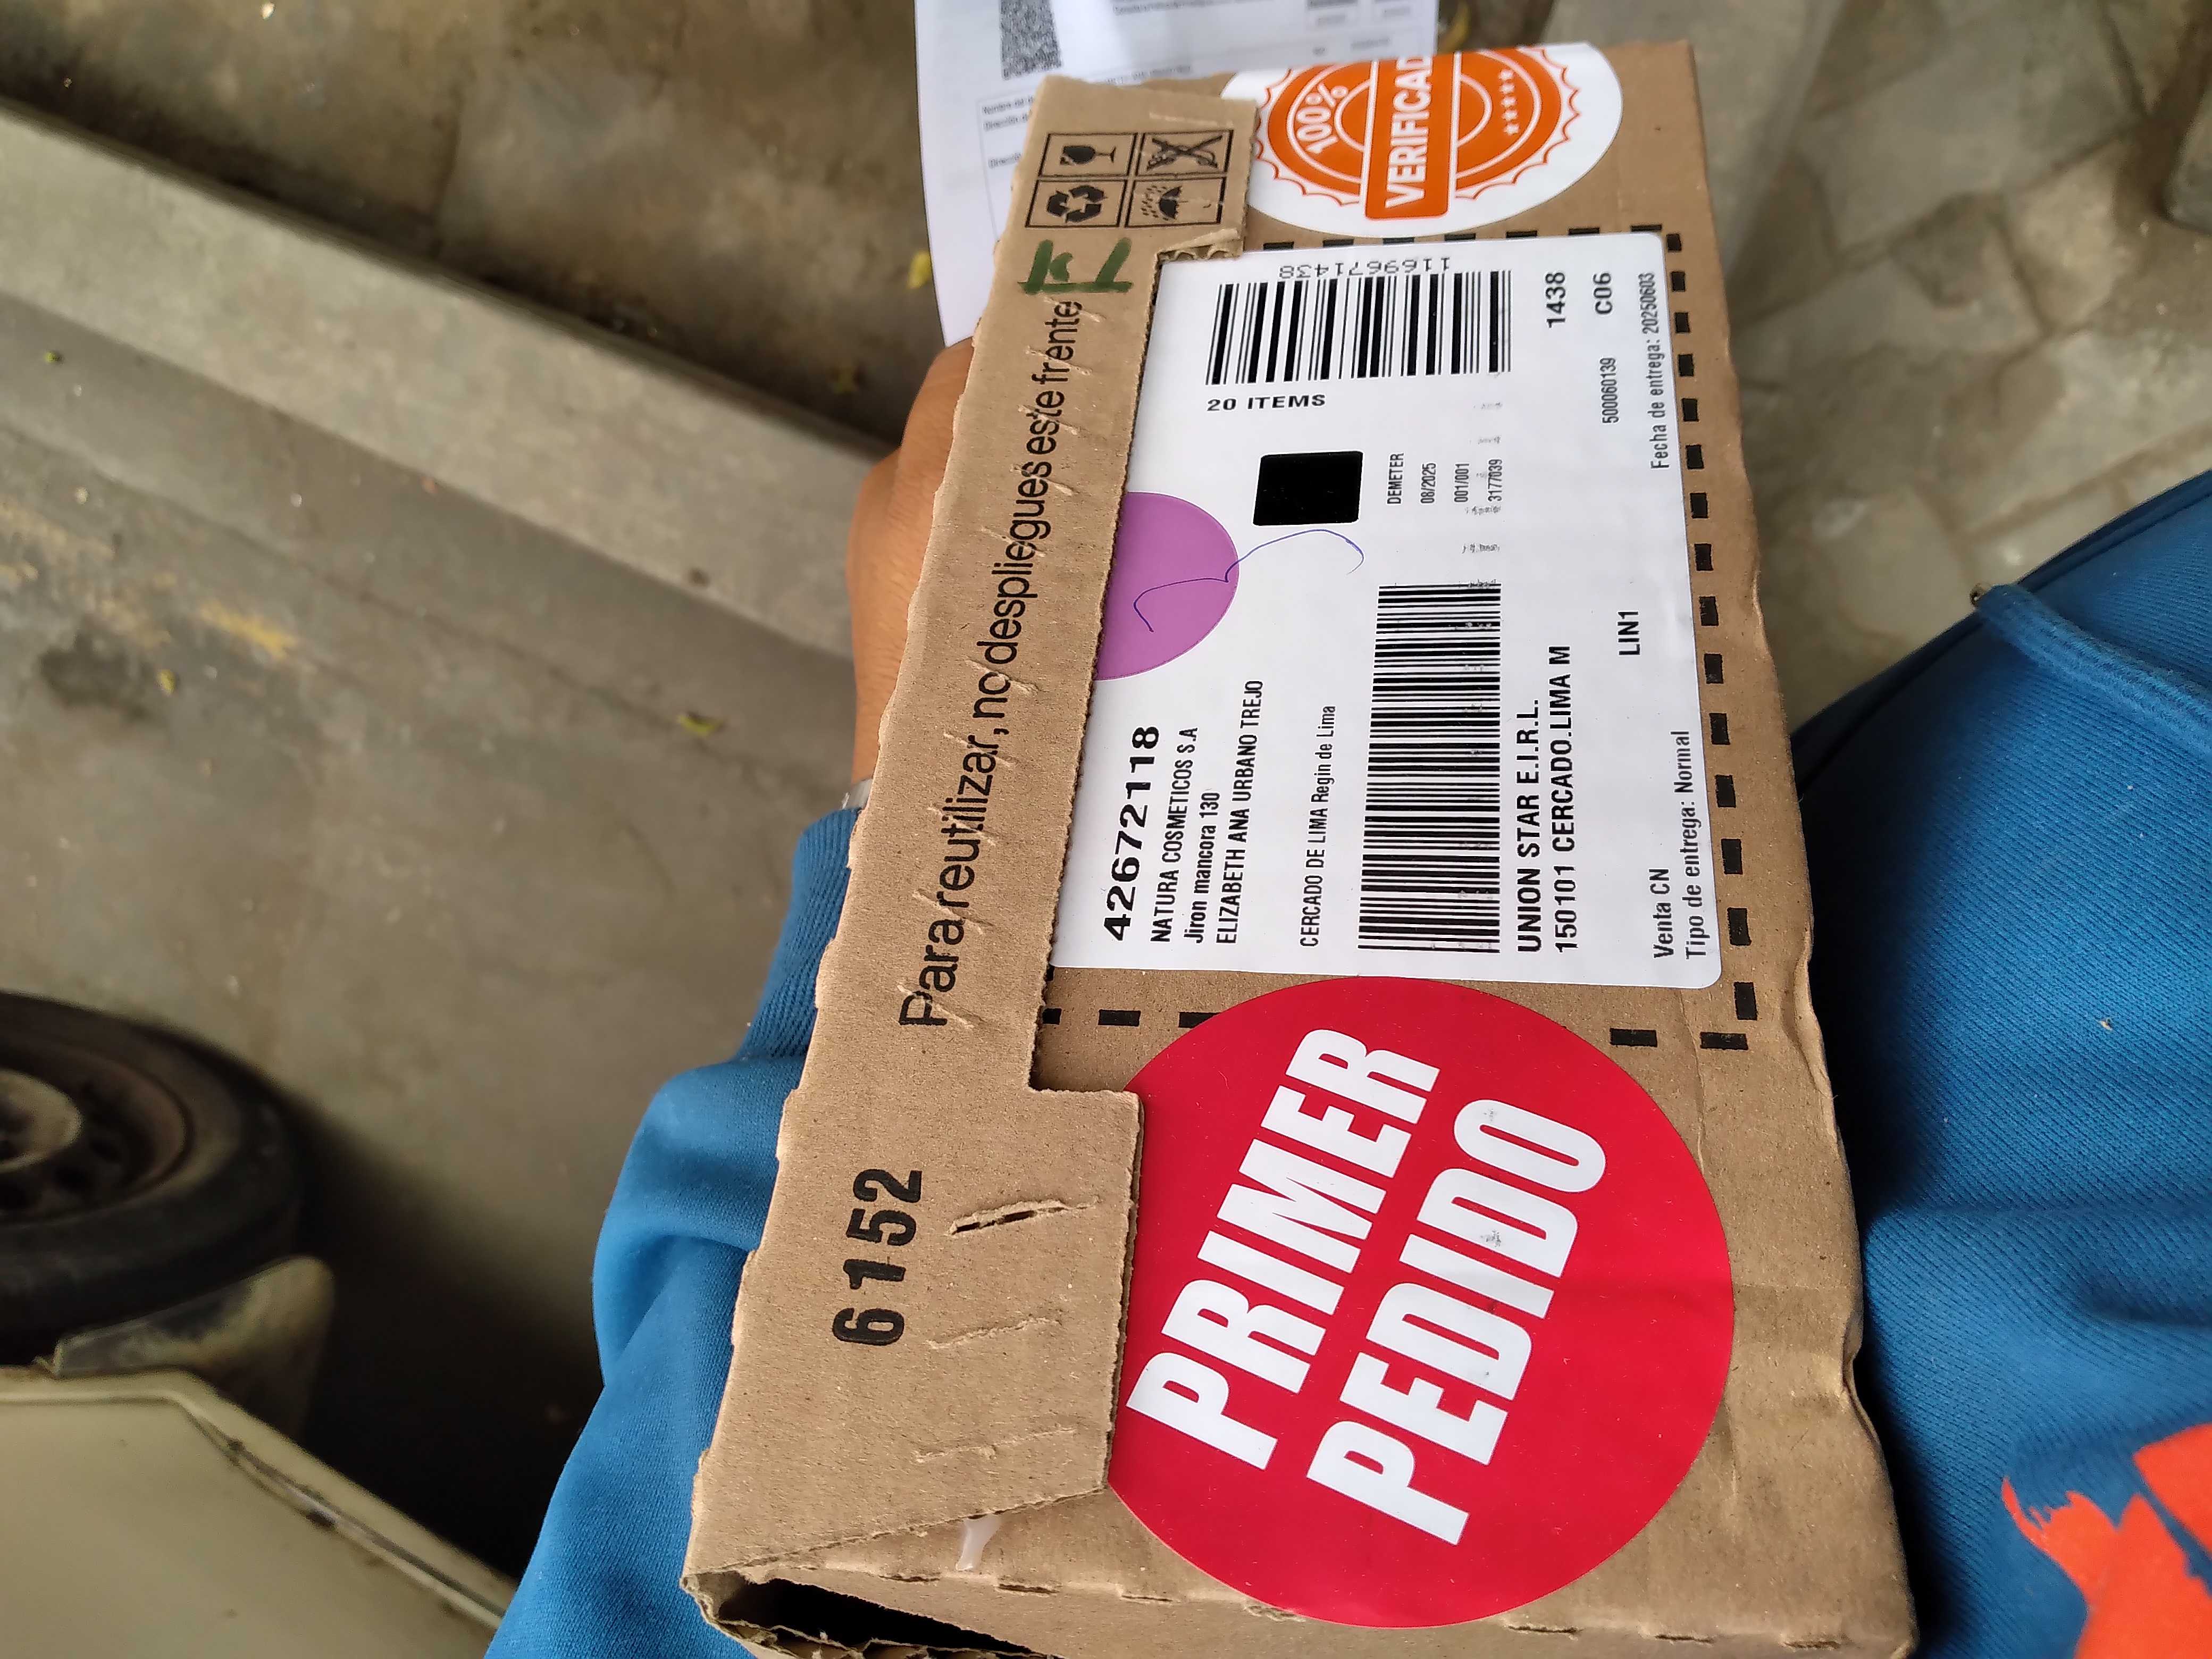 100%
VERIFICAD
Para reutilizar, no despliegues este frente
6152
42672118
NATURA COSMETICOS S.A
Jiron mancora 130
ELIZABETH ANA URBANO TREJO
CERCADO DE LIMA Regin de Lima
20 ITEMS
1169671438
DEMETER
08/2025
001/001
3177039
UNION STAR E.I.R.L.
150101 CERCADO.LIMA M
1438
LIN1
500060139
C06
Venta CN
Tipo de entrega: Normal
Fecha de entrega: 20250603
PRIMER
PEDIDO